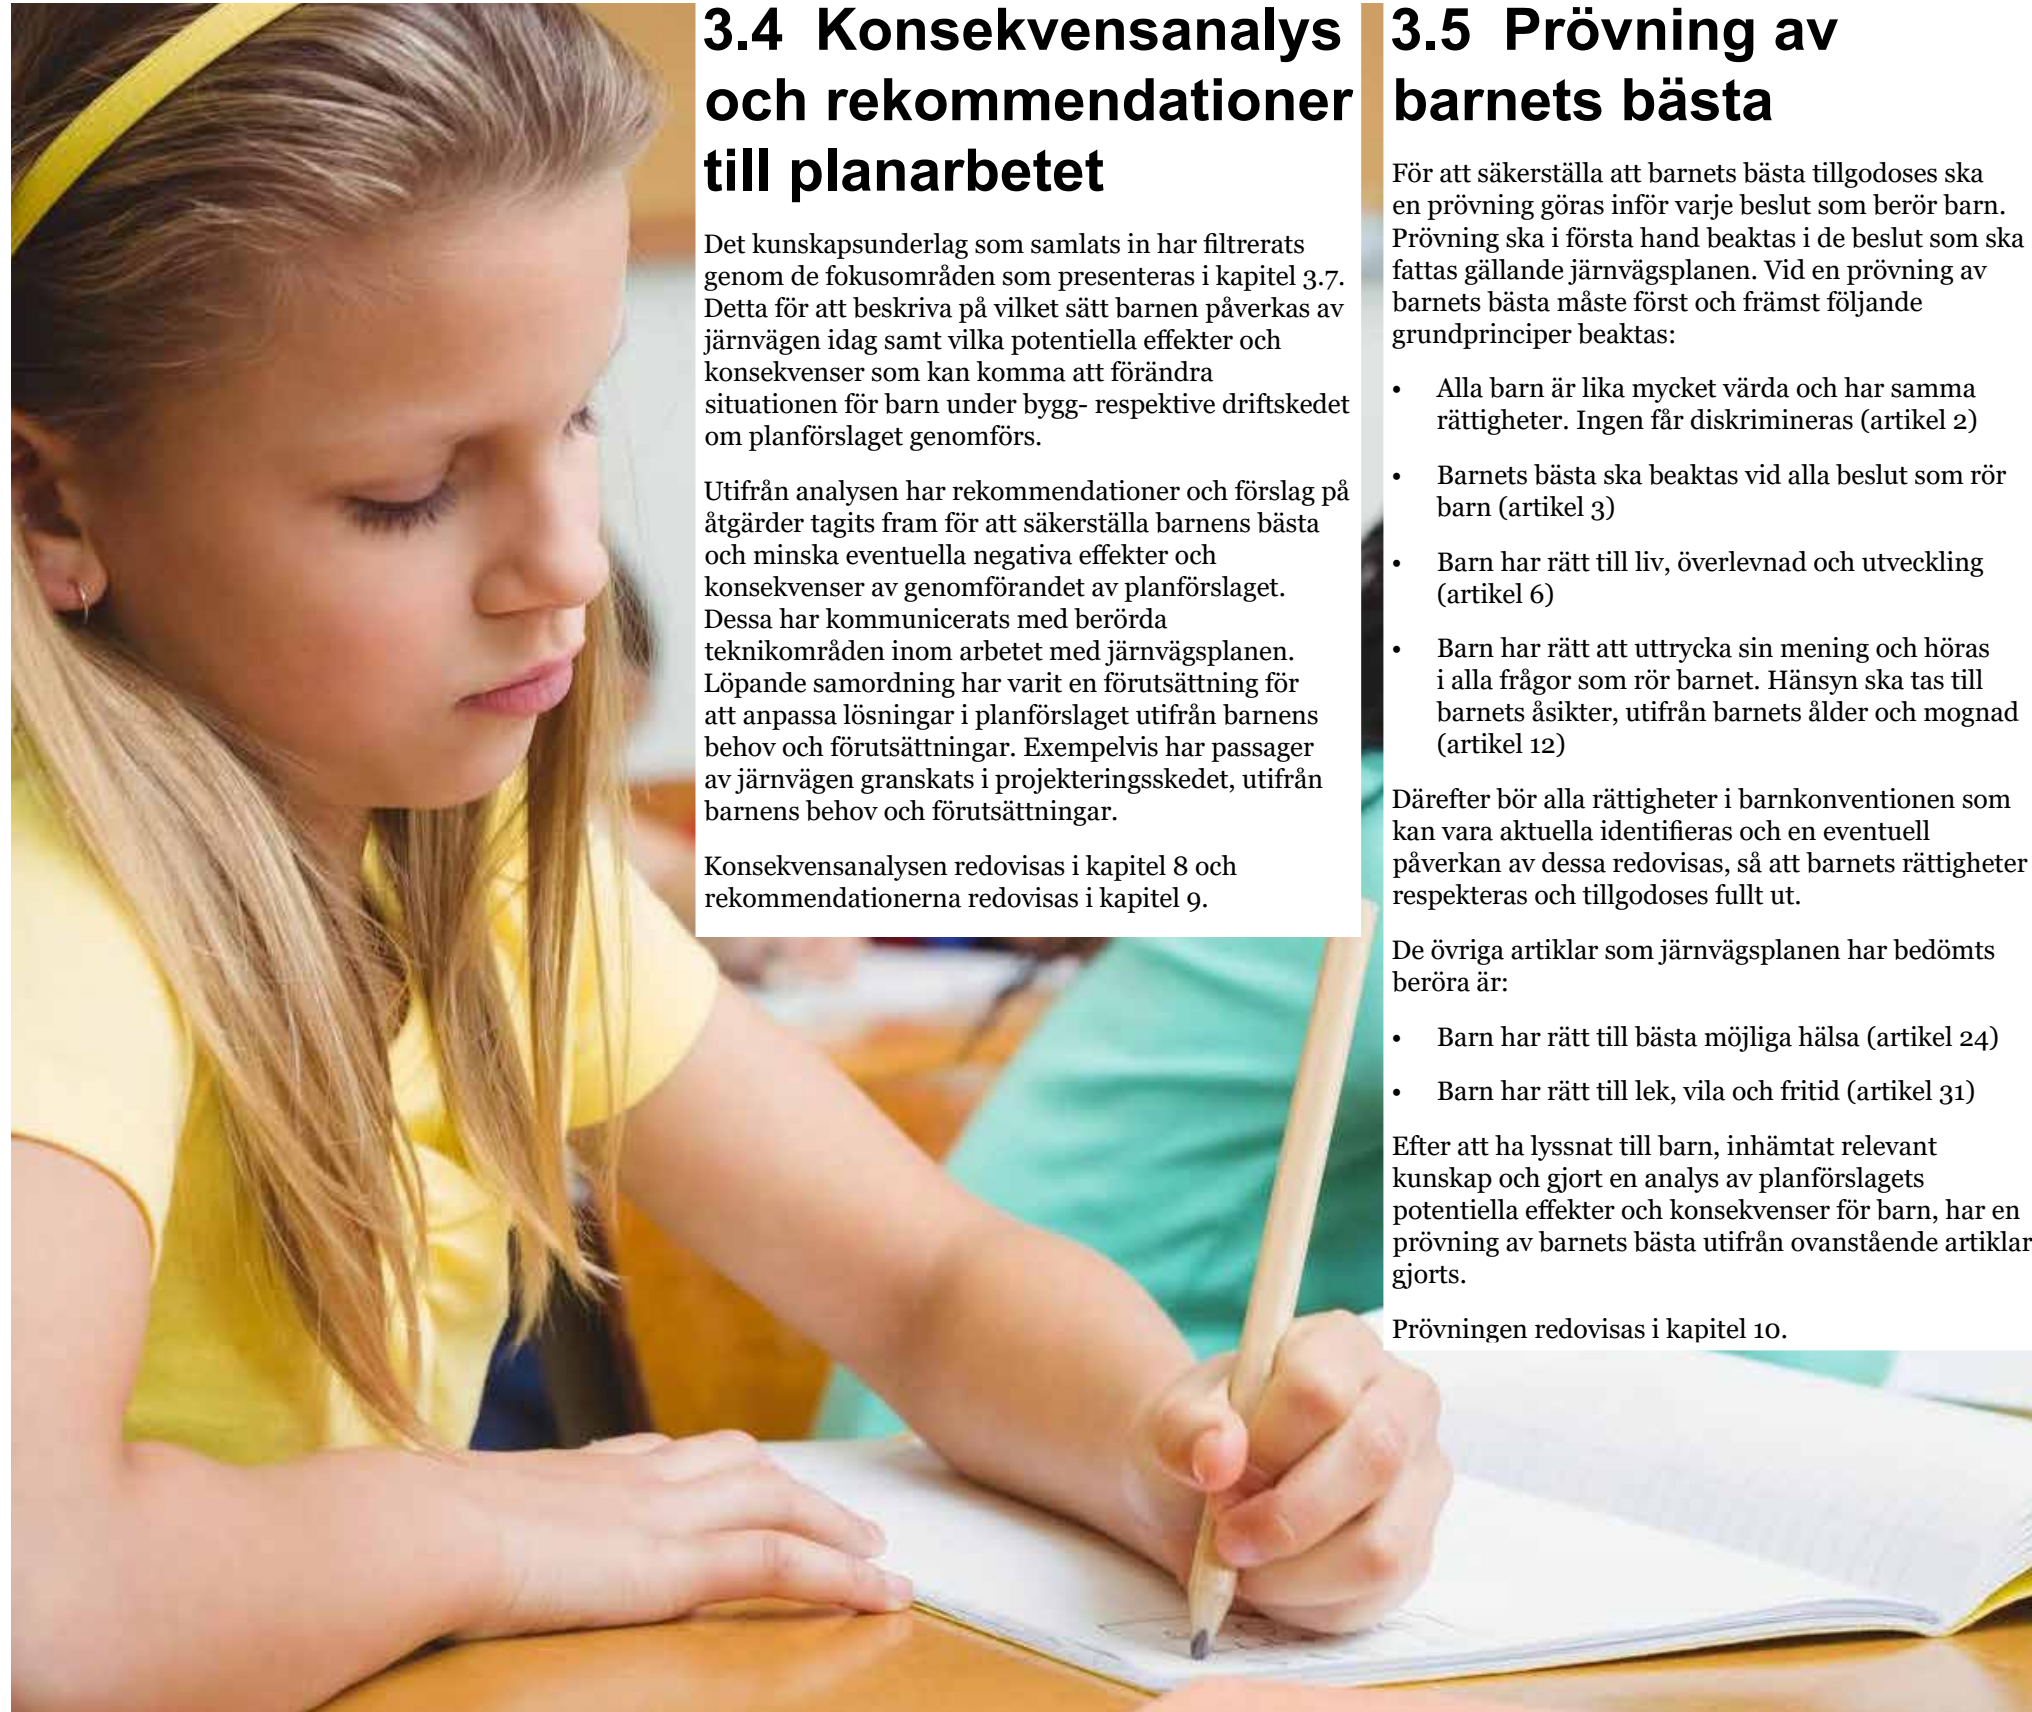 3.4 Konsekvensanalys
och rekommendationer
till planarbetet
Det kunskapsunderlag som samlats in har filtrerats
genom de fokusområden som presenteras i kapitel 3.7.
Detta för att beskriva på vilket sätt barnen påverkas av
järnvägen idag samt vilka potentiella effekter och
konsekvenser som kan komma att förändra
situationen för barn under bygg- respektive driftskedet
om planförslaget genomförs.
Utifrån analysen har rekommendationer och förslag på
åtgärder tagits fram för att säkerställa barnens bästa
och minska eventuella negativa effekter och
konsekvenser av genomförandet av planförslaget.
Dessa har kommunicerats med berörda
teknikområden inom arbetet med järnvägsplanen.
Löpande samordning har varit en förutsättning för
att anpassa lösningar i planförslaget utifrån barnens
behov och förutsättningar. Exempelvis har passager
av järnvägen granskats i projekteringsskedet, utifrån
barnens behov och förutsättningar.
Konsekvensanalysen redovisas i kapitel 8 och
rekommendationerna redovisas i kapitel 9.
3.5 Prövning av
barnets bästa
För att säkerställa att barnets bästa tillgodoses ska
en prövning göras inför varje beslut som berör barn.
Prövning ska i första hand beaktas i de beslut som ska
fattas gällande järnvägsplanen. Vid en prövning av
barnets bästa måste först och främst följande
grundprinciper beaktas:
• Alla barn är lika mycket värda och har samma
rättigheter. Ingen får diskrimineras (artikel 2)
• Barnets bästa ska beaktas vid alla beslut som rör
barn (artikel 3)
• Barn har rätt till liv, överlevnad och utveckling
(artikel 6)
• Barn har rätt att uttrycka sin mening och höras
i alla frågor som rör barnet. Hänsyn ska tas till
barnets åsikter, utifrån barnets ålder och mognad
(artikel 12)
Därefter bör alla rättigheter i barnkonventionen som
kan vara aktuella identifieras och en eventuell
påverkan av dessa redovisas, så att barnets rättigheter
respekteras och tillgodoses fullt ut.
De övriga artiklar som järnvägsplanen har bedömts
beröra är:
• Barn har rätt till bästa möjliga hälsa (artikel 24)
• Barn har rätt till lek, vila och fritid (artikel 31)
Efter att ha lyssnat till barn, inhämtat relevant
kunskap och gjort en analys av planförslagets
potentiella effekter och konsekvenser för barn, har en
prövning av barnets bästa utifrån ovanstående artiklar
gjorts.
Prövningen redovisas i kapitel 10.